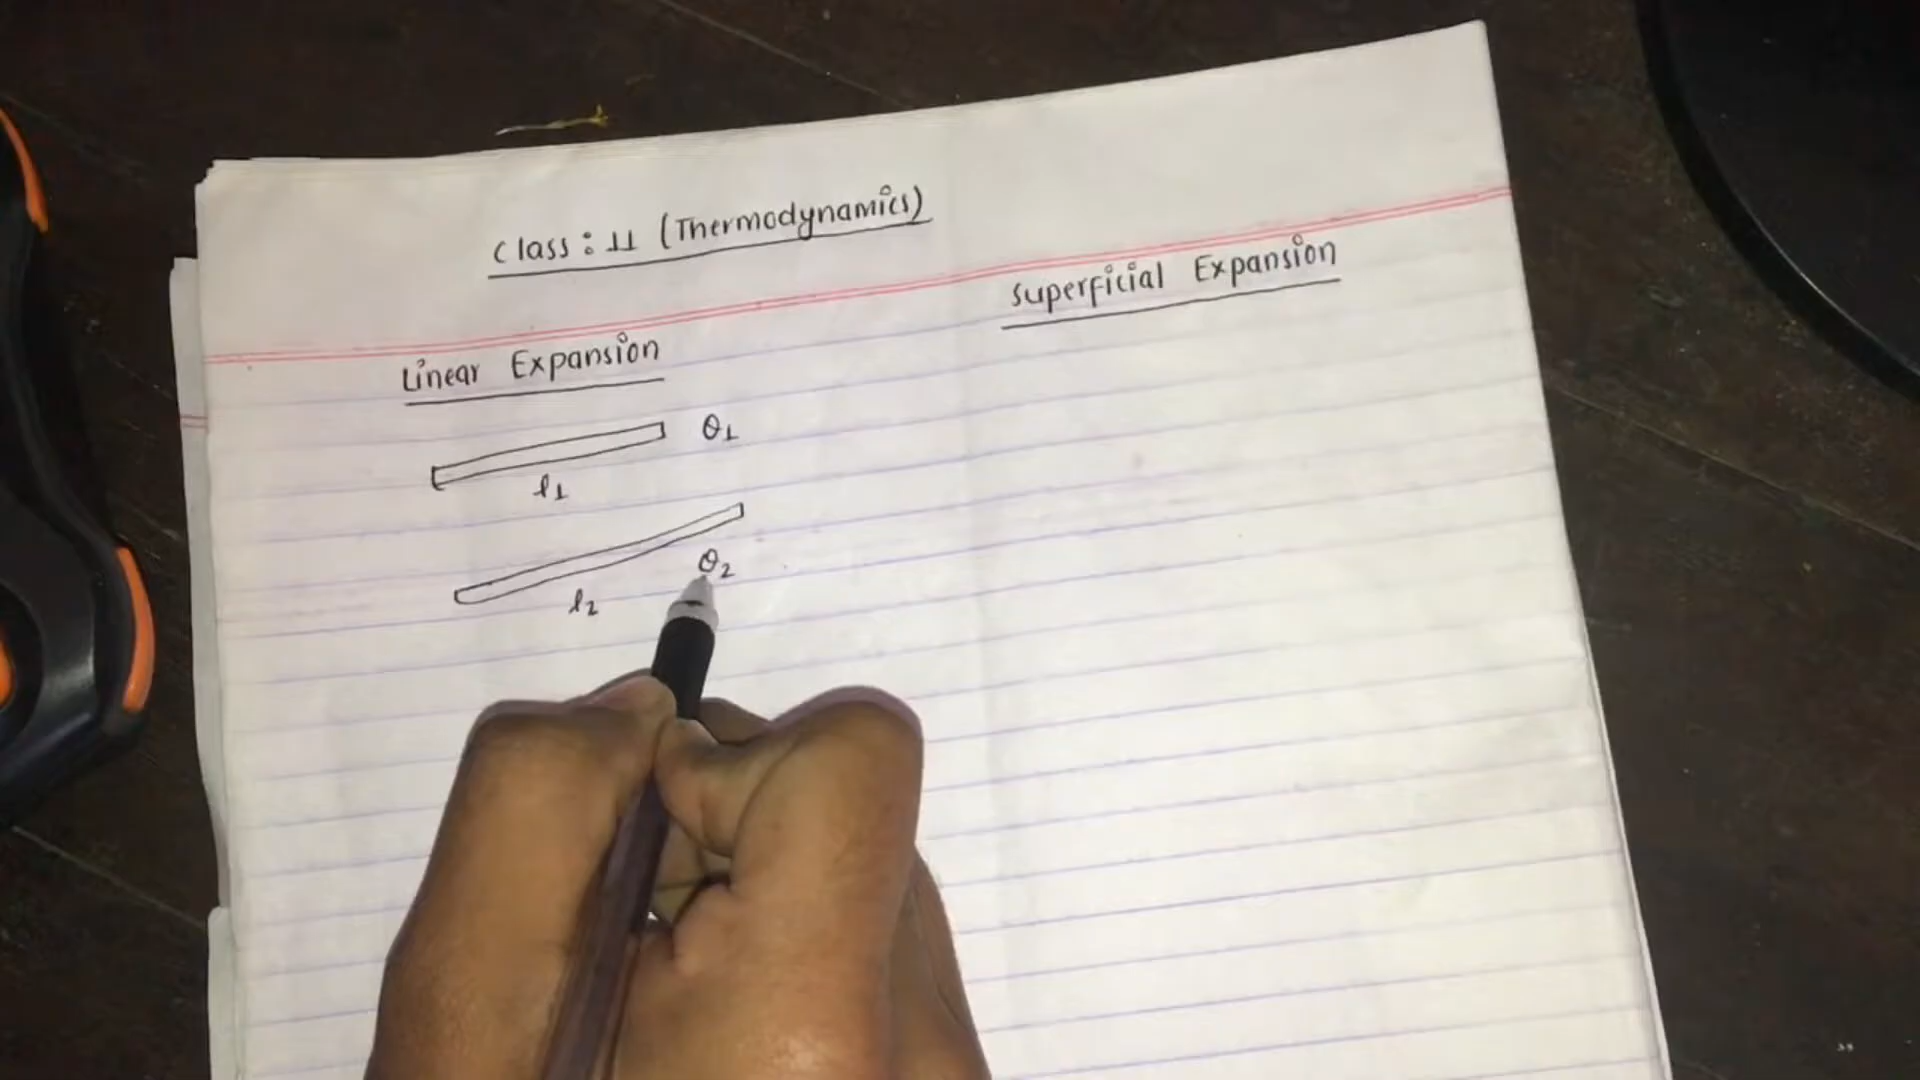 Class : 11 (Thermodynamics)
Linear Expansion
Superficial Expansion
θ1
l1
θ2
l2